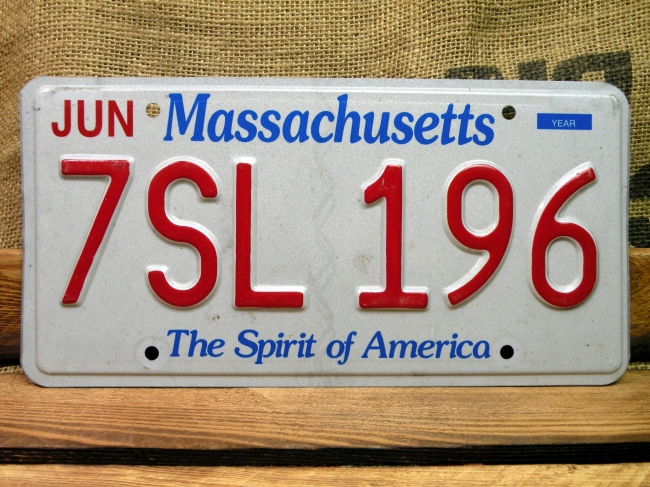 JUN Massachusetts YEAR
7SL 196
The Spirit of America